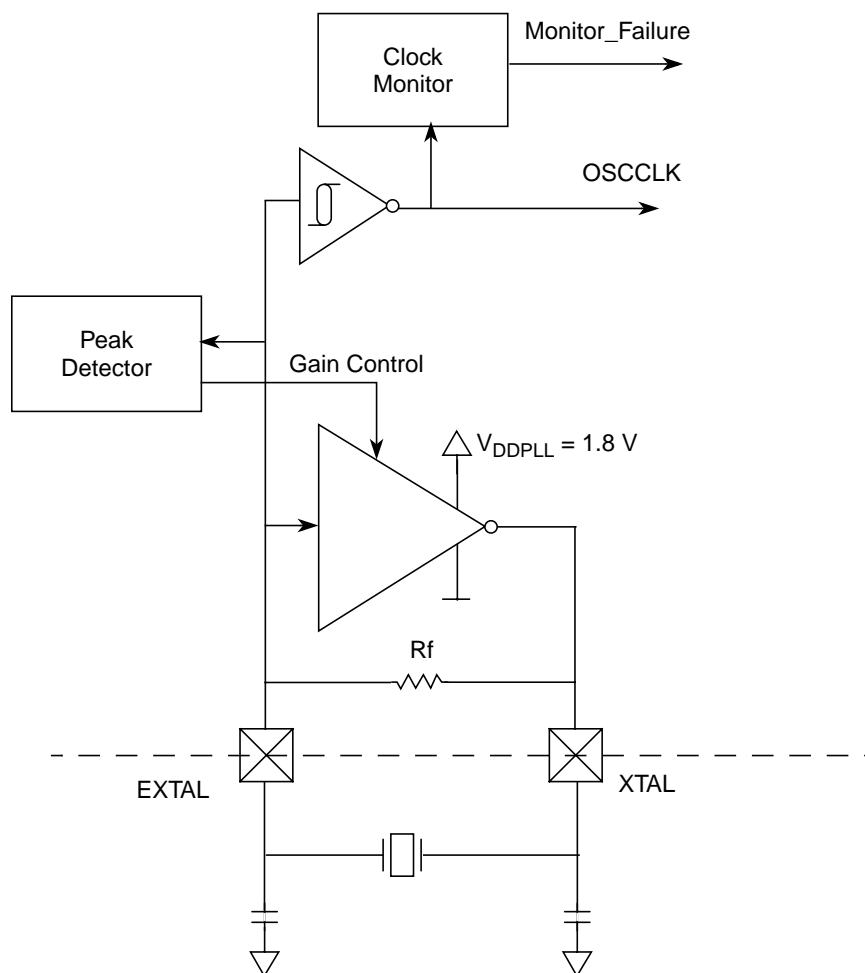 Monitor_Failure
Clock
Monitor
OSCCLK
Peak
Detector
Gain Control
VDDPLL = 1.8 V
Rf
EXTAL
XTAL